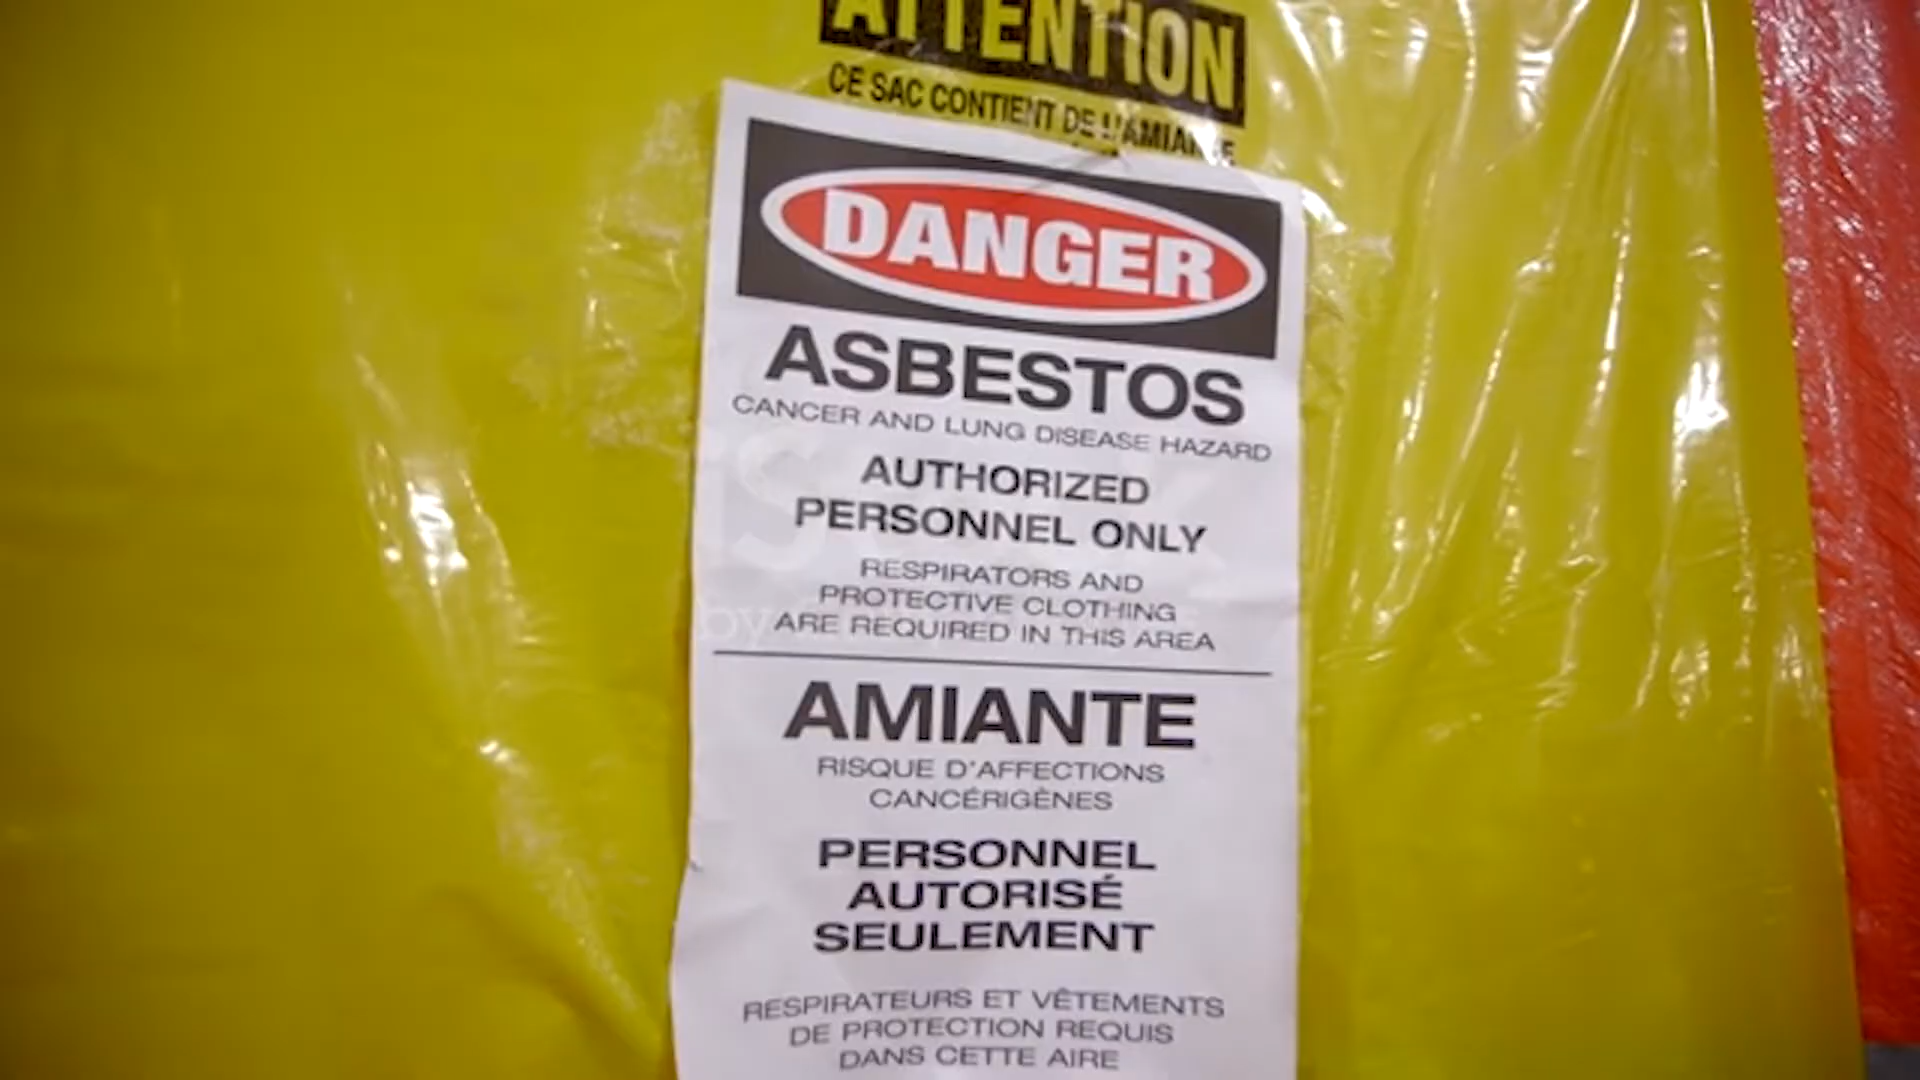 ATTENTION
CE SAC CONTIENT DE L'AMIANTE
DANGER
ASBESTOS
CANCER AND LUNG DISEASE HAZARD
AUTHORIZED
PERSONNEL ONLY
RESPIRATORS AND
PROTECTIVE CLOTHING
ARE REQUIRED IN THIS AREA
by
AMIANTE
RISQUE D'AFFECTIONS
CANCÉRIGÈNES
PERSONNEL
AUTORISÉ
SEULEMENT
RESPIRATEURS ET VÊTEMENTS
DE PROTECTION REQUIS
DANS CETTE AIRE